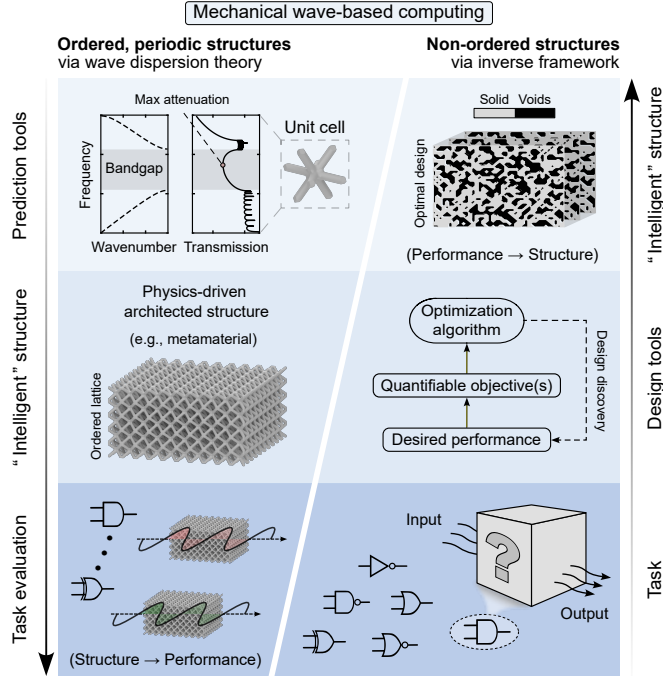 Mechanical wave-based computing
Ordered, periodic structures
via wave dispersion theory
Non-ordered structures
via inverse framework
Prediction tools
Max attenuation
Frequency
Bandgap
Wavenumber
Transmission
Unit cell
Solid Voids
Optimal design
(Performance → Structure)
"Intelligent" structure
"Intelligent" structure
Physics-driven
architected structure
(e.g., metamaterial)
Ordered lattice
Optimization
algorithm
Quantifiable objective(s)
Desired performance
Design discovery
Design tools
Task evaluation
(Structure → Performance)
Input
?
Output
Task